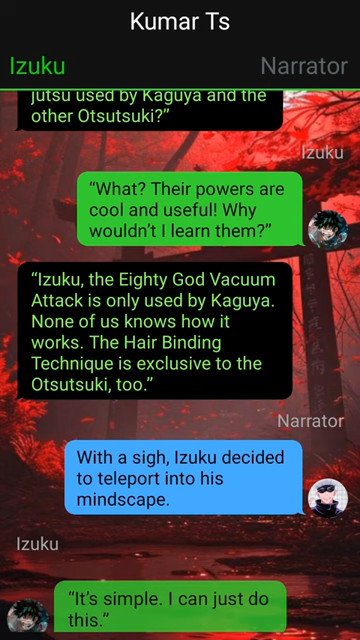 Kumar Ts
Izuku
Narrator
jutsu used by Kaguya and the
other Otsutsuki?”
Izuku
“What? Their powers are
cool and useful! Why
wouldn’t I learn them?”
“Izuku, the Eighty God Vacuum
Attack is only used by Kaguya.
None of us knows how it
works. The Hair Binding
Technique is exclusive to the
Otsutsuki, too.”
Narrator
With a sigh, Izuku decided
to teleport into his
mindscape.
Izuku
“It’s simple. I can just do
this.”